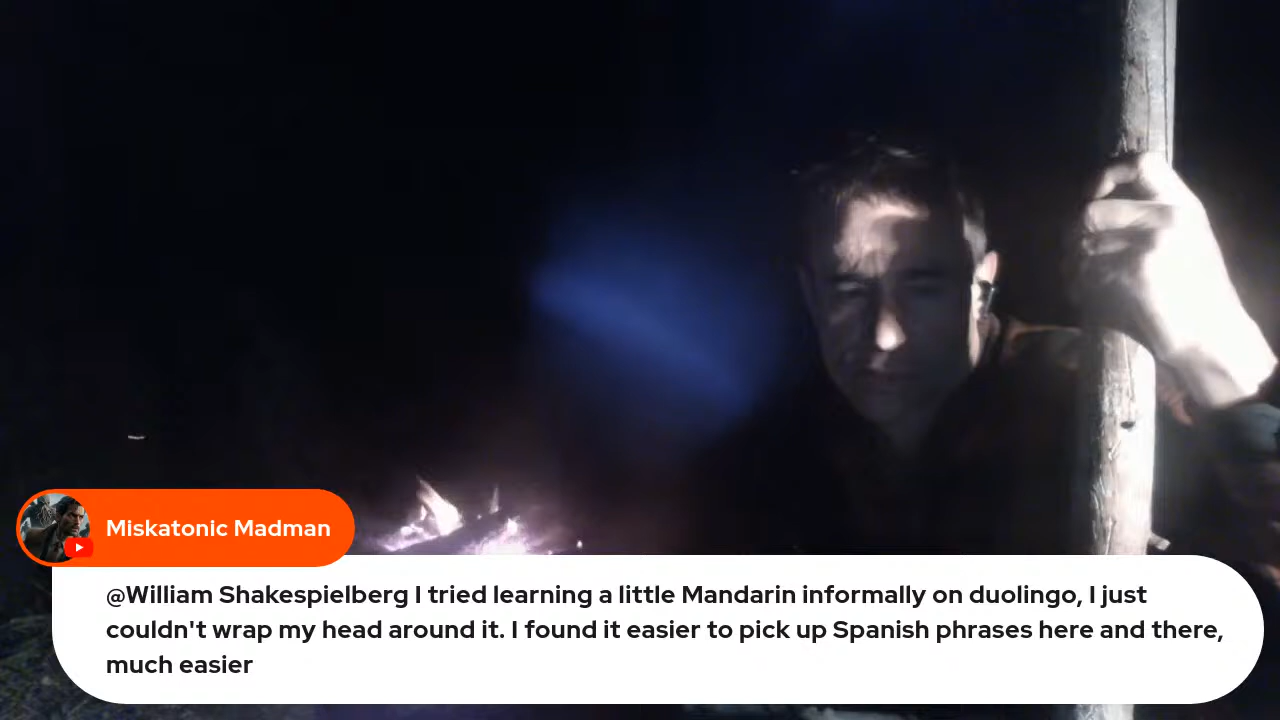 Miskatonic Madman
@William Shakespielberg I tried learning a little Mandarin informally on duolingo, I just
couldn't wrap my head around it. I found it easier to pick up Spanish phrases here and there,
much easier